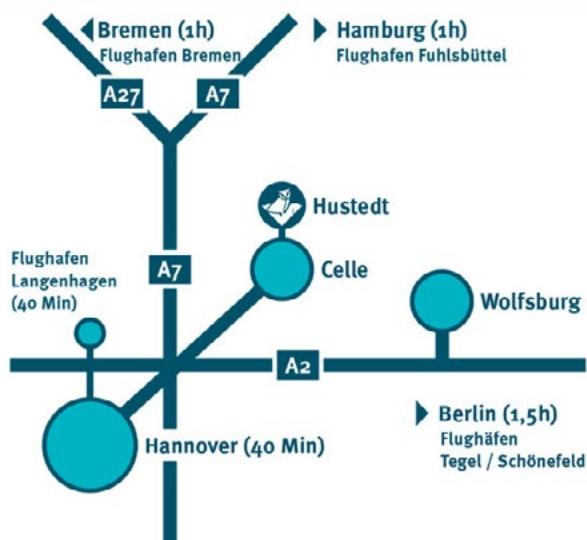 Bremen (1h)
Flughafen Bremen
Hamburg (1h)
Flughafen Fuhlsbüttel
A27
A7
Hustedt
Flughafen
Langenhagen
(40 Min)
A7
Celle
Wolfsburg
A2
Berlin (1,5h)
Flughäfen
Tegel / Schönefeld
Hannover (40 Min)